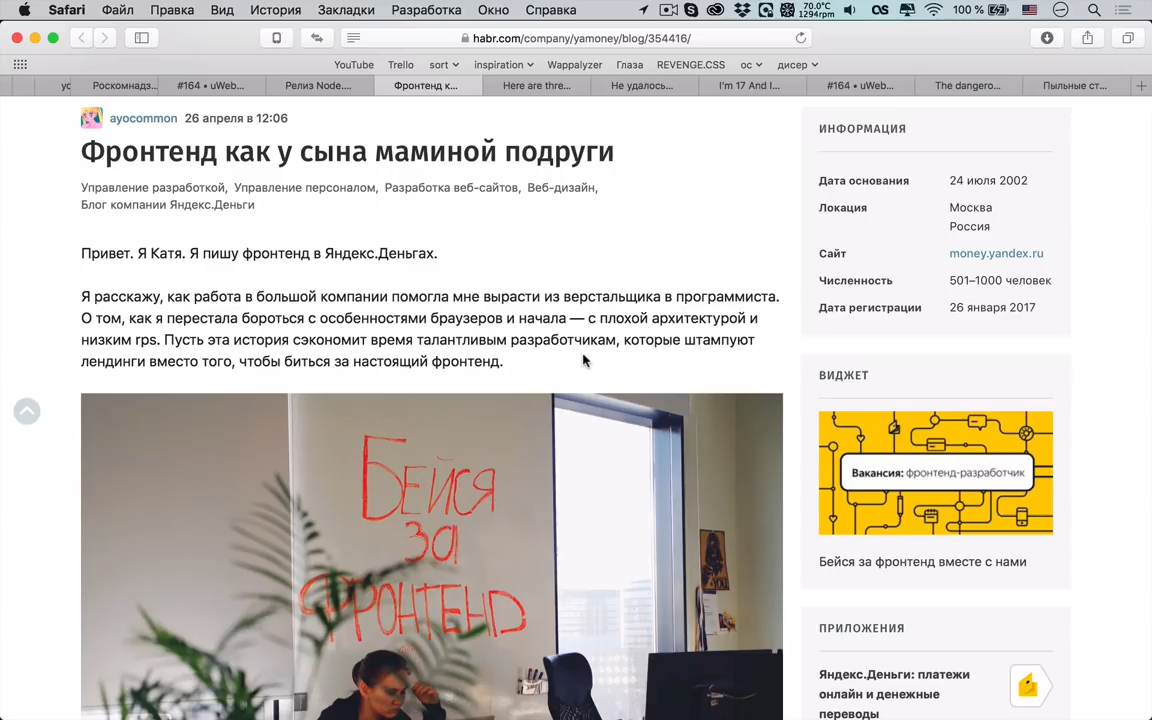 Safari Файл Правка Вид История Закладки Разработка Окно Справка
70.0°C
1294rpm
100 %
habr.com/company/yamoney/blog/354416/
YouTube Trello sort inspiration Wappalyzer Глаза REVENGE.CSS ос дисер
yc Роскомнадз... #164 • uWeb... Релиз Node.... Фронтенд к... Here are thre... Не удалось... I'm 17 And I... #164 • uWeb... The dangero... Пыльные ст...
ayocommon 26 апреля в 12:06
Фронтенд как у сына маминой подруги
Управление разработкой, Управление персоналом, Разработка веб-сайтов, Веб-дизайн,
Блог компании Яндекс.Деньги
Привет. Я Катя. Я пишу фронтенд в Яндекс.Деньгах.
Я расскажу, как работа в большой компании помогла мне вырасти из верстальщика в программиста.
О том, как я перестала бороться с особенностями браузеров и начала — с плохой архитектурой и
низким rps. Пусть эта история сэкономит время талантливым разработчикам, которые штампуют
лендинги вместо того, чтобы биться за настоящий фронтенд.
БЕЙСЯ
ЗА
ФРОНТЕНД
ИНФОРМАЦИЯ
Дата основания 24 июля 2002
Локация Москва
Россия
Сайт money.yandex.ru
Численность 501–1000 человек
Дата регистрации 26 января 2017
ВИДЖЕТ
Вакансия: фронтенд-разработчик
Бейся за фронтенд вместе с нами
ПРИЛОЖЕНИЯ
Яндекс.Деньги: платежи
онлайн и денежные
переводы